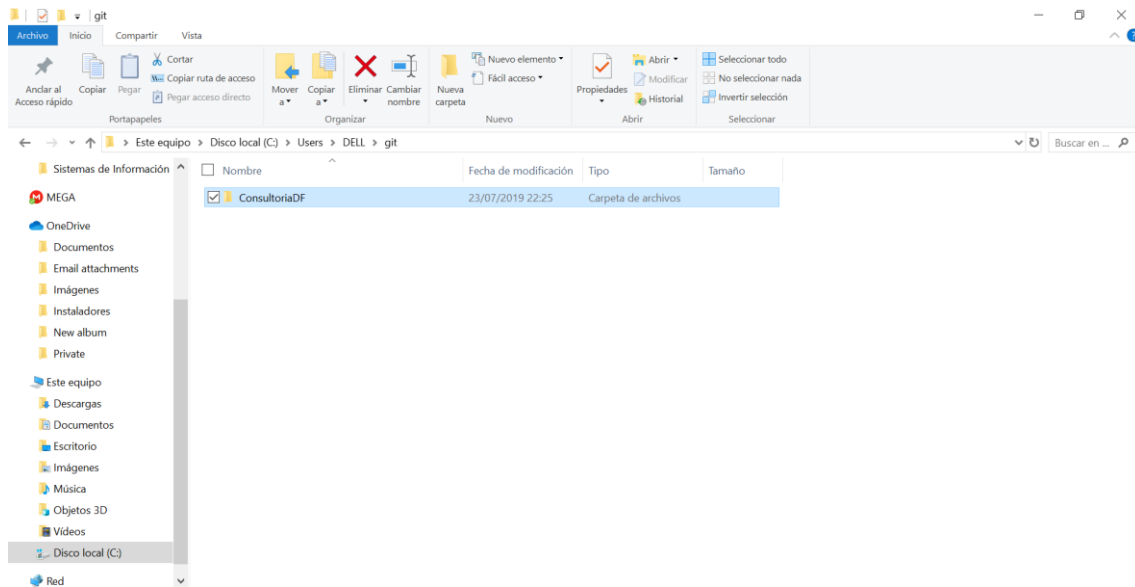 git
Archivo Inicio Compartir Vista
Anclar al Acceso rápido
Copiar
Pegar
Cortar
Copiar ruta de acceso
Pegar acceso directo
Portapapeles
Mover a
Copiar a
Eliminar
Cambiar nombre
Organizar
Nueva carpeta
Nuevo elemento
Fácil acceso
Nuevo
Propiedades
Abrir
Modificar
Historial
Abrir
Seleccionar todo
No seleccionar nada
Invertir selección
Seleccionar
Este equipo > Disco local (C:) > Users > DELL > git
Buscar en ...
Sistemas de Información
MEGA
OneDrive
Documentos
Email attachments
Imágenes
Instaladores
New album
Private
Este equipo
Descargas
Documentos
Escritorio
Imágenes
Música
Objetos 3D
Vídeos
Disco local (C:)
Red
Nombre Fecha de modificación Tipo Tamaño
ConsultoriaDF 23/07/2019 22:25 Carpeta de archivos